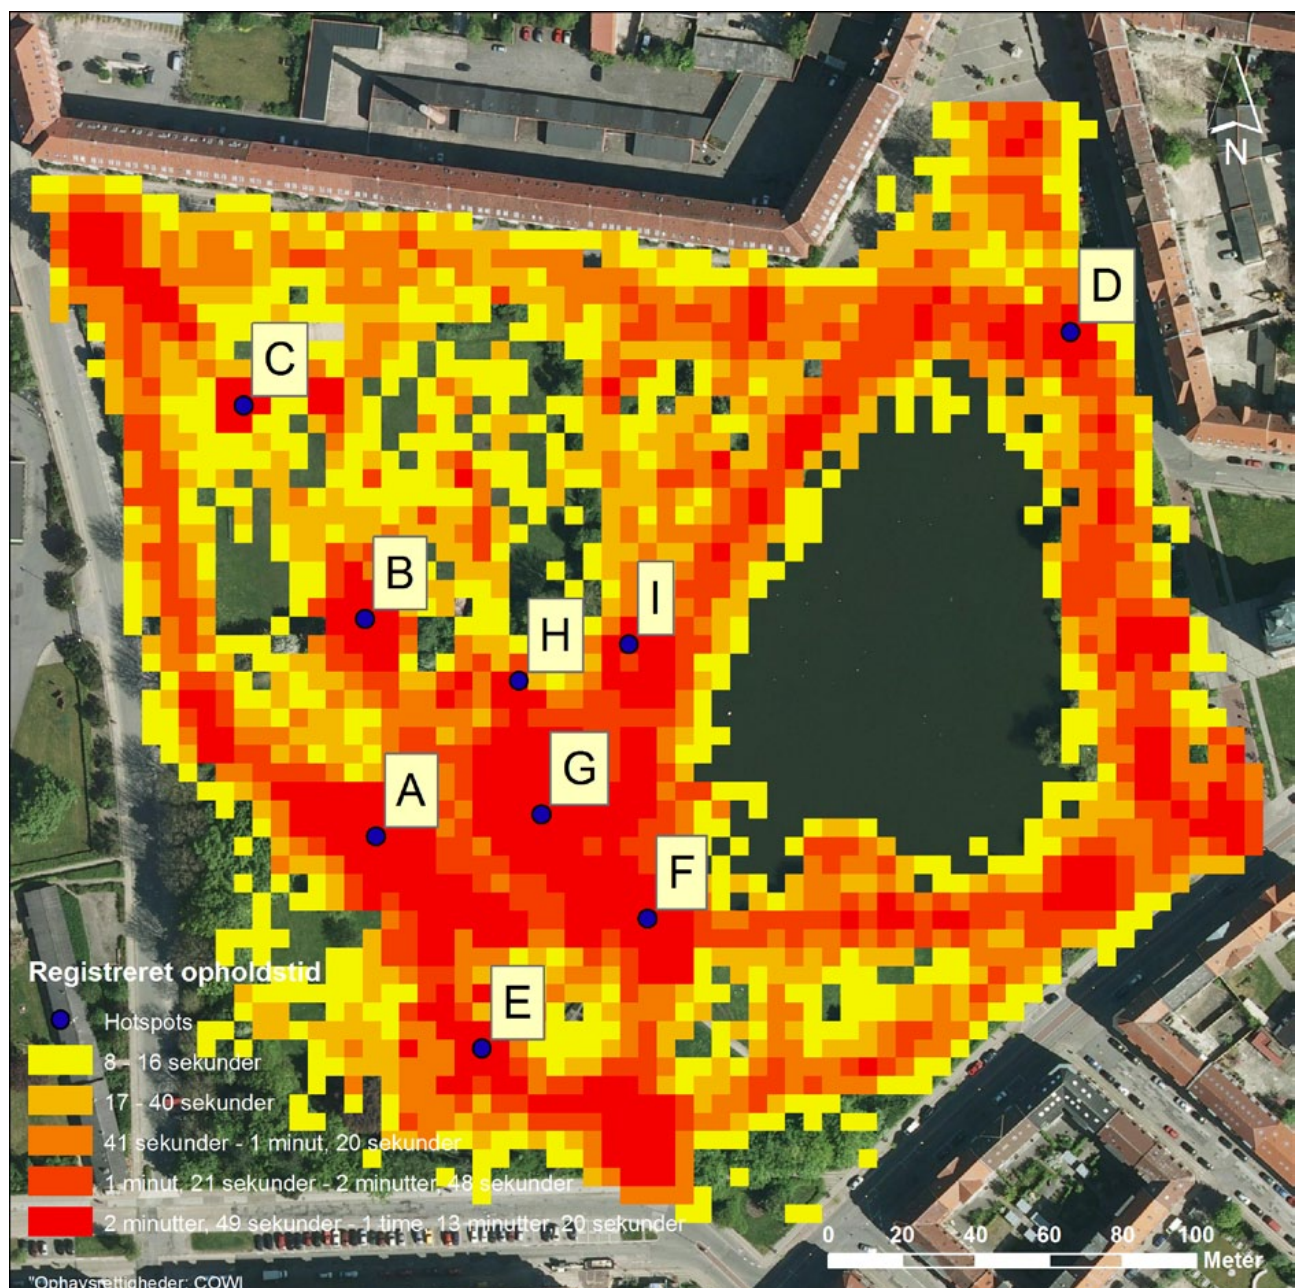 N
D
C
B
I
H
G
A
F
E
Registreret opholdstid
Hotspots
8 - 16 sekunder
17 - 40 sekunder
41 sekunder - 1 minut, 20 sekunder
1 minut, 21 sekunder - 2 minutter, 48 sekunder
2 minutter, 49 sekunder - 1 time, 13 minutter, 20 sekunder
0 20 40 60 80 100
Meter
"Ophavsrettigheder: COWI